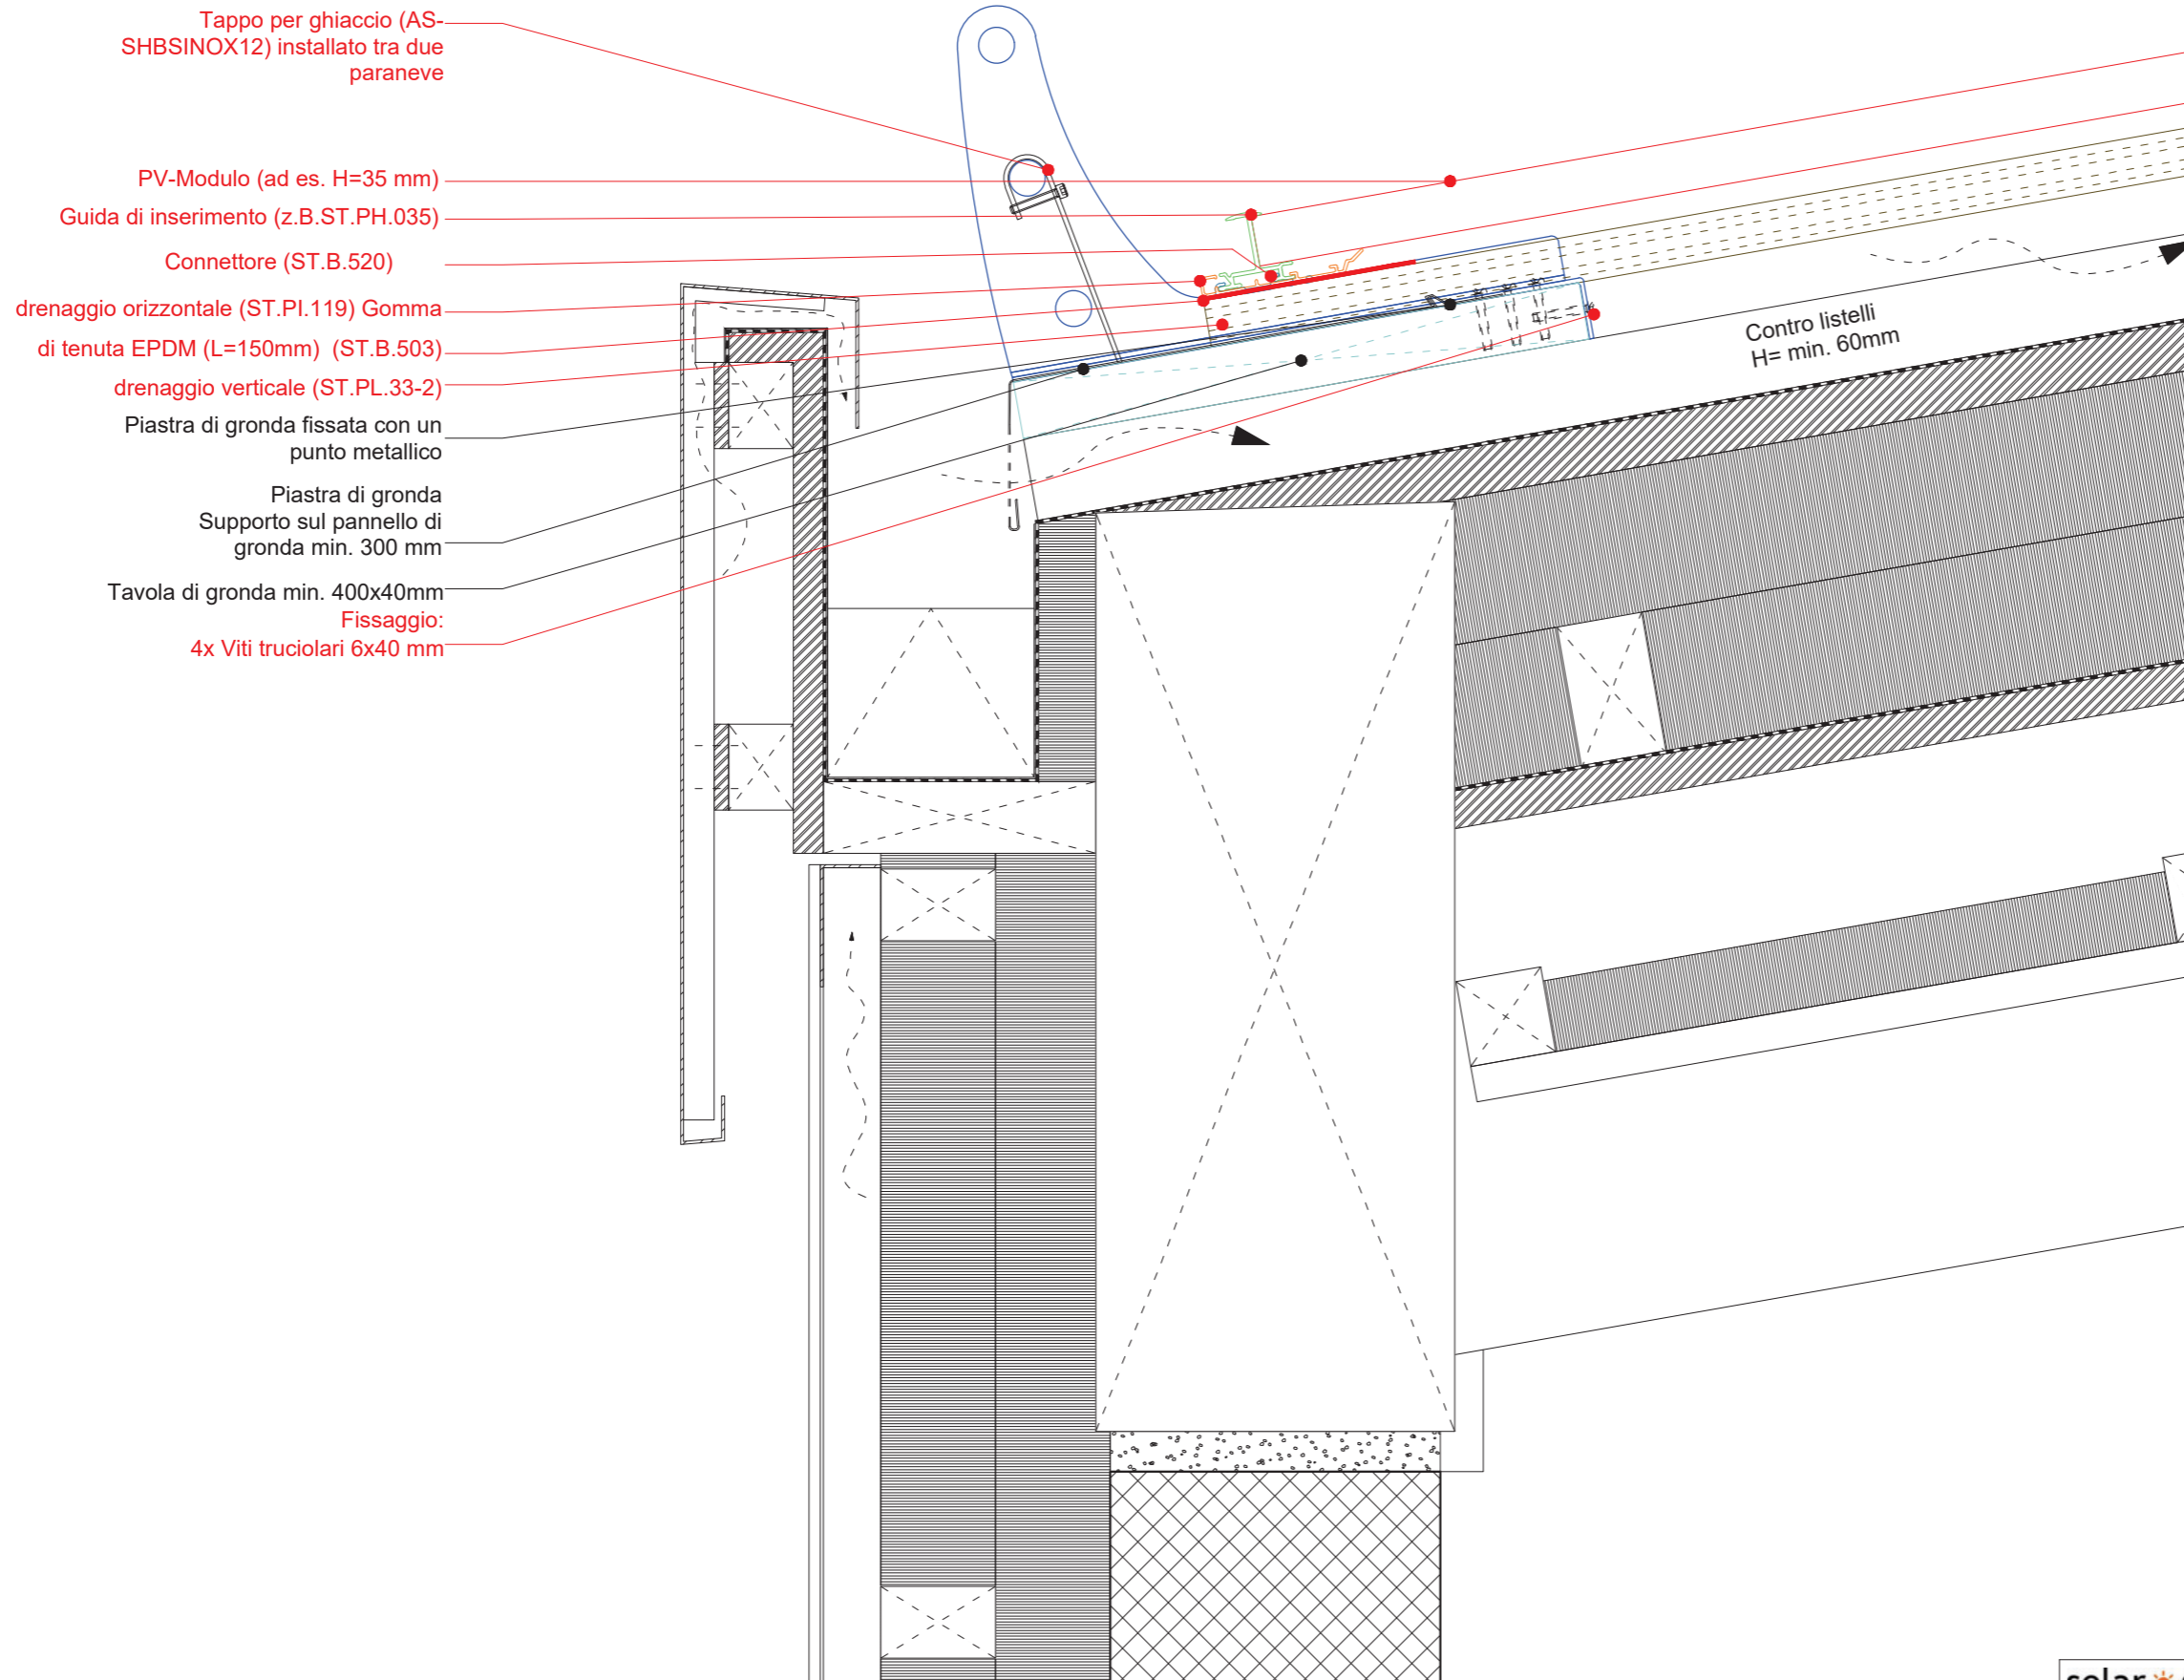 Tappo per ghiaccio (AS-
SHBSINOX12) installato tra due
paraneve
PV-Modulo (ad es. H=35 mm)
Guida di inserimento (z.B.ST.PH.035)
Connettore (ST.B.520)
drenaggio orizzontale (ST.PI.119) Gomma
di tenuta EPDM (L=150mm) (ST.B.503)
drenaggio verticale (ST.PL.33-2)
Piastra di gronda fissata con un
punto metallico
Piastra di gronda
Supporto sul pannello di
gronda min. 300 mm
Tavola di gronda min. 400x40mm
Fissaggio:
4x Viti truciolari 6x40 mm
Contro listelli
H= min. 60mm
solar